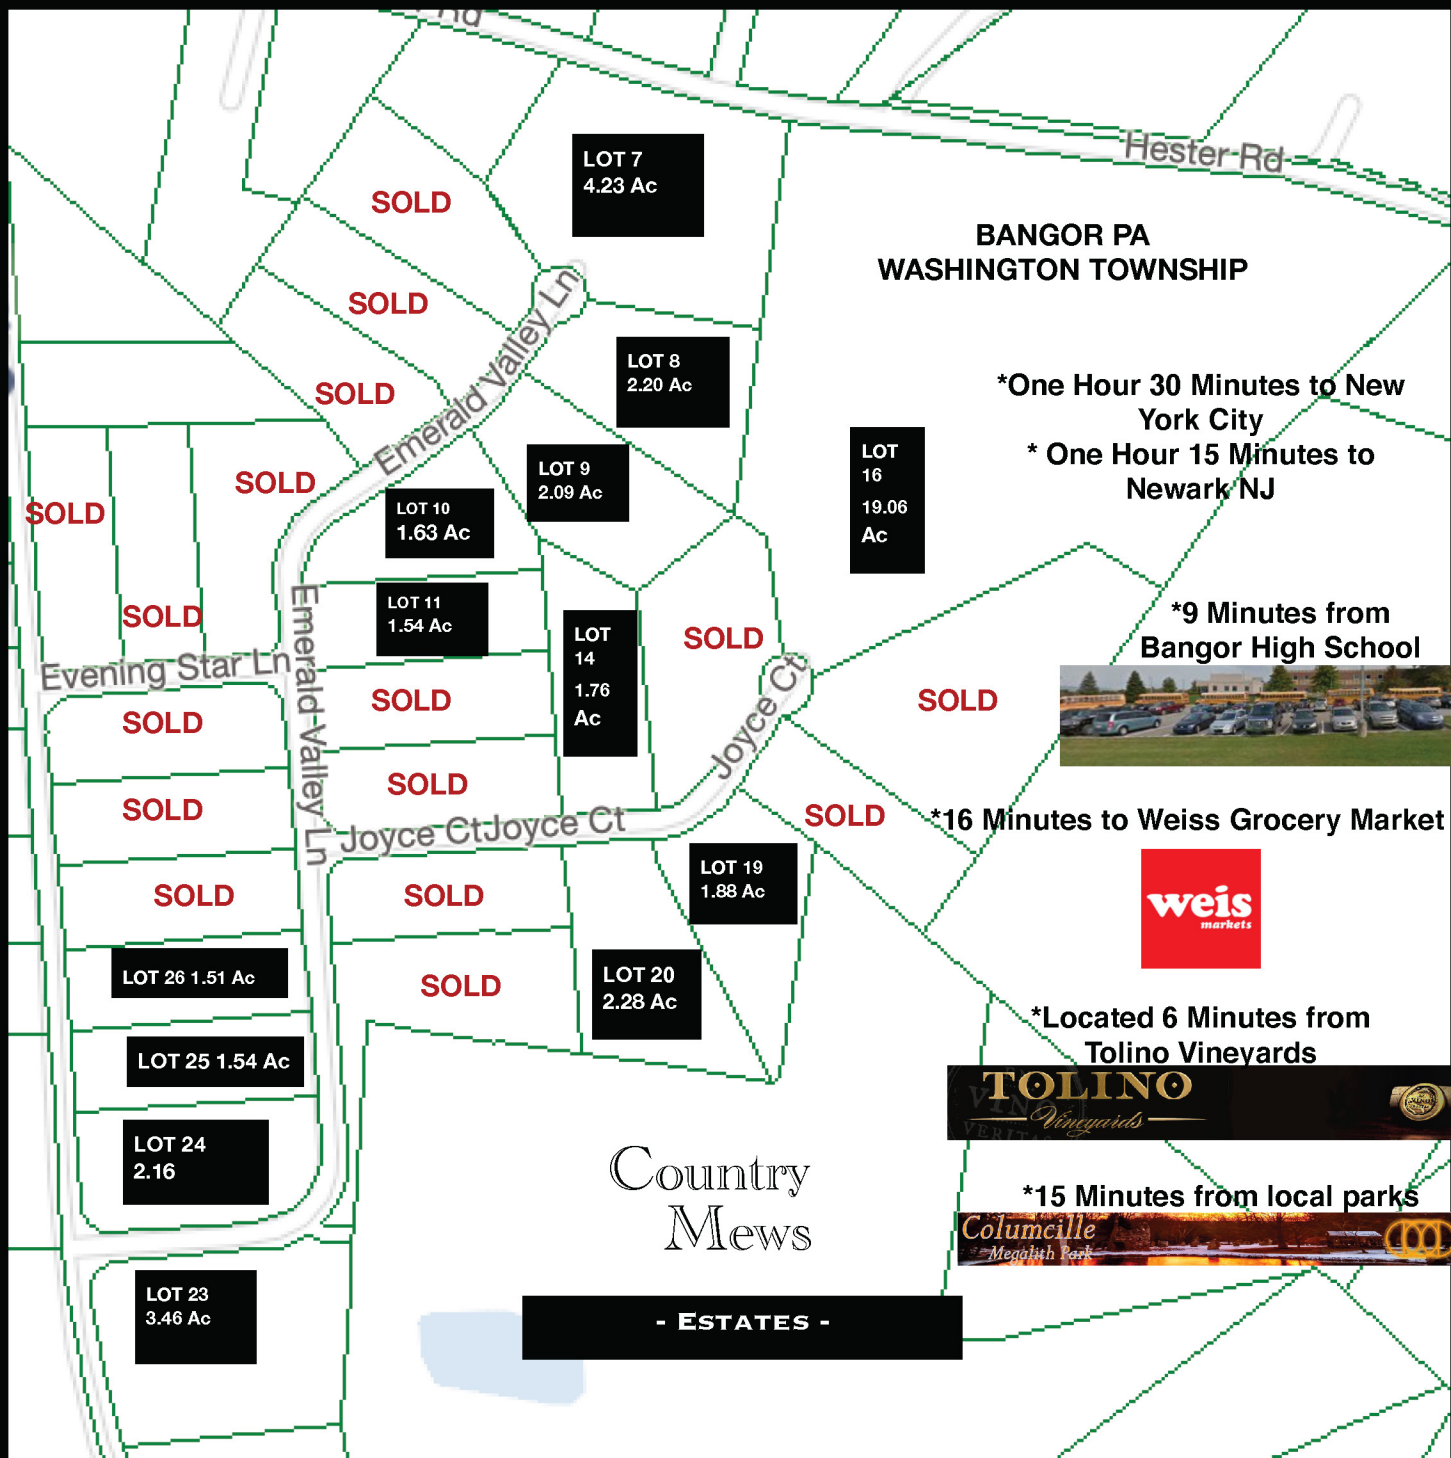 Rd
Hester Rd
LOT 7
4.23 Ac
SOLD
BANGOR PA
WASHINGTON TOWNSHIP
SOLD
Emerald Valley Ln
LOT 8
2.20 Ac
SOLD
*One Hour 30 Minutes to New
York City
* One Hour 15 Minutes to
Newark NJ
LOT
16
19.06
Ac
LOT 9
2.09 Ac
SOLD
SOLD
LOT 10
1.63 Ac
LOT 11
1.54 Ac
SOLD
LOT
14
1.76
Ac
SOLD
*9 Minutes from
Bangor High School
Evening Star Ln
Emerald Valley Ln
SOLD
SOLD
Joyce Ct
SOLD
SOLD
SOLD
SOLD
*16 Minutes to Weiss Grocery Market
Joyce CtJoyce Ct
weis
markets
LOT 19
1.88 Ac
SOLD
SOLD
LOT 26 1.51 Ac
SOLD
LOT 20
2.28 Ac
*Located 6 Minutes from
Tolino Vineyards
LOT 25 1.54 Ac
TOLINO
Vineyards
VINO
VERITAS
LOT 24
2.16
Country
Mews
*15 Minutes from local parks
Columcille
Megalith Park
LOT 23
3.46 Ac
- ESTATES -